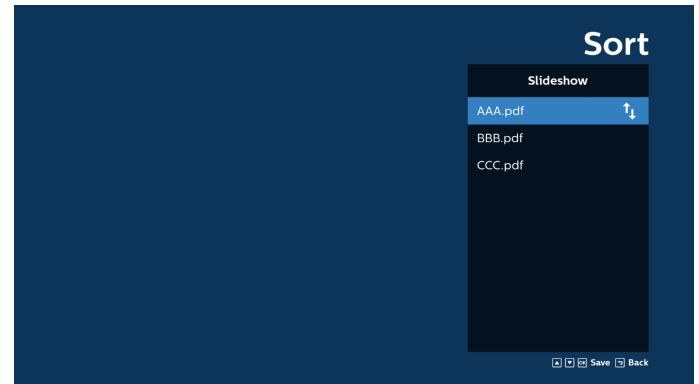 Sort
Slideshow
AAA.pdf
BBB.pdf
CCC.pdf
OK Save Back